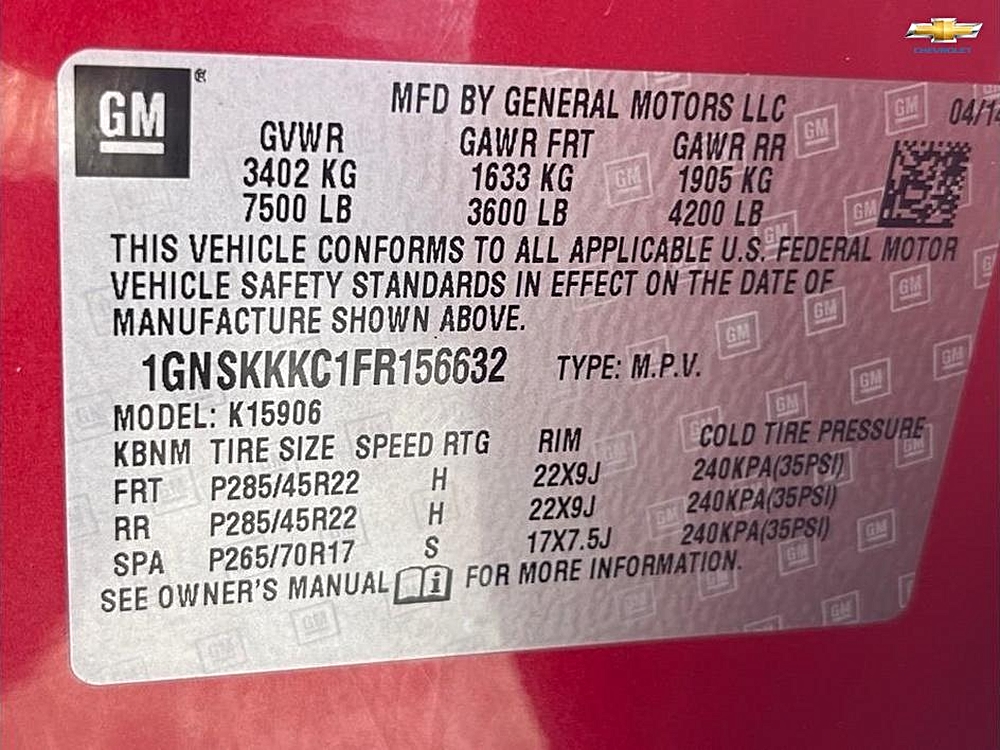 CHEVROLET
GM ®
MFD BY GENERAL MOTORS LLC
04/14
GVWR GAWR FRT GAWR RR
3402 KG 1633 KG 1905 KG
7500 LB 3600 LB 4200 LB
THIS VEHICLE CONFORMS TO ALL APPLICABLE U.S. FEDERAL MOTOR
VEHICLE SAFETY STANDARDS IN EFFECT ON THE DATE OF
MANUFACTURE SHOWN ABOVE.
1GNSKKKC1FR156632 TYPE: M.P.V.
MODEL: K15906
KBNM TIRE SIZE SPEED RTG RIM COLD TIRE PRESSURE
FRT P285/45R22 H 22X9J 240KPA(35PSI)
RR P285/45R22 H 22X9J 240KPA(35PSI)
SPA P265/70R17 S 17X7.5J 240KPA(35PSI)
SEE OWNER'S MANUAL i FOR MORE INFORMATION.